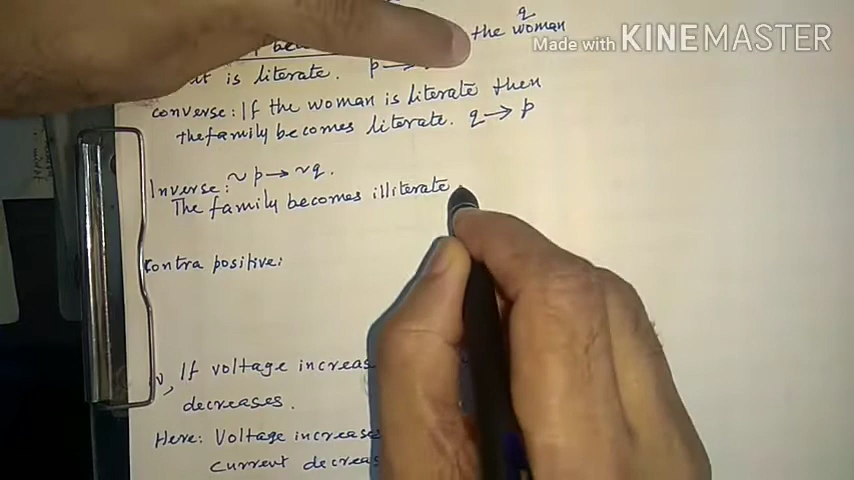 q
the woman
Made with KINEMASTER
it is literate. p →
converse: If the woman is literate then
the family becomes literate. q → p
Inverse: ~ p → ~ q.
The family becomes illiterate
Contra positive:
If voltage increas
decreases.
Here: Voltage increases
current decreas